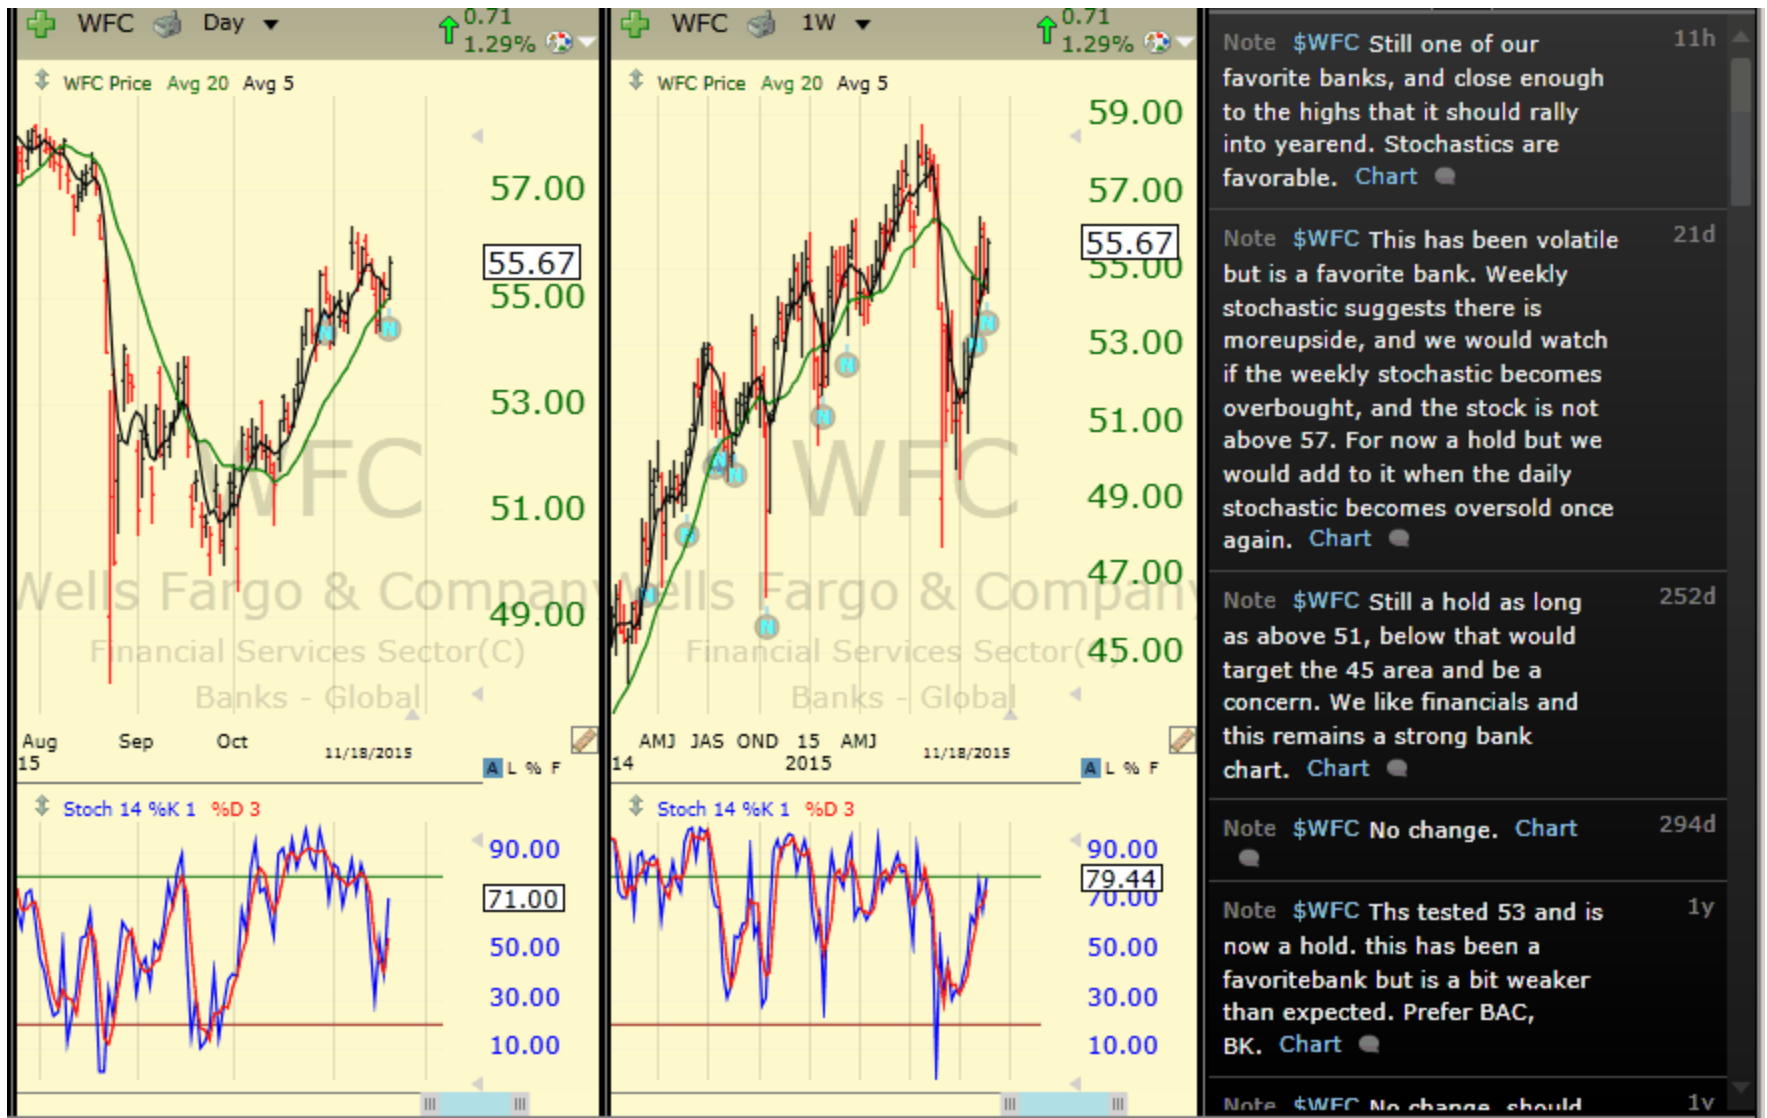 WFC Day 0.71
1.29%
WFC Price Avg 20 Avg 5
57.00
55.67
55.00
53.00
51.00
49.00
WFC
Wells Fargo & Company
Financial Services Sector(C)
Banks - Global
Aug Sep Oct 11/18/2015
15
A L % F
Stoch 14 %K 1 %D 3
90.00
71.00
50.00
30.00
10.00
WFC 1W 0.71
1.29%
WFC Price Avg 20 Avg 5
59.00
57.00
55.67
55.00
53.00
51.00
49.00
47.00
45.00
WFC
Wells Fargo & Company
Financial Services Sector(
Banks - Global
AMJ JAS OND 15 AMJ 11/18/2015
14 2015
A L % F
Stoch 14 %K 1 %D 3
90.00
79.44
70.00
50.00
30.00
10.00
N
N
N
N
N
N
N
N
N
N
N
N
Note $WFC Still one of our 11h
favorite banks, and close enough
to the highs that it should rally
into yearend. Stochastics are
favorable. Chart
Note $WFC This has been volatile 21d
but is a favorite bank. Weekly
stochastic suggests there is
moreupside, and we would watch
if the weekly stochastic becomes
overbought, and the stock is not
above 57. For now a hold but we
would add to it when the daily
stochastic becomes oversold once
again. Chart
Note $WFC Still a hold as long 252d
as above 51, below that would
target the 45 area and be a
concern. We like financials and
this remains a strong bank
chart. Chart
Note $WFC No change. Chart 294d
Note $WFC Ths tested 53 and is 1y
now a hold. this has been a
favoritebank but is a bit weaker
than expected. Prefer BAC,
BK. Chart
Note $WFC No change, should 1y